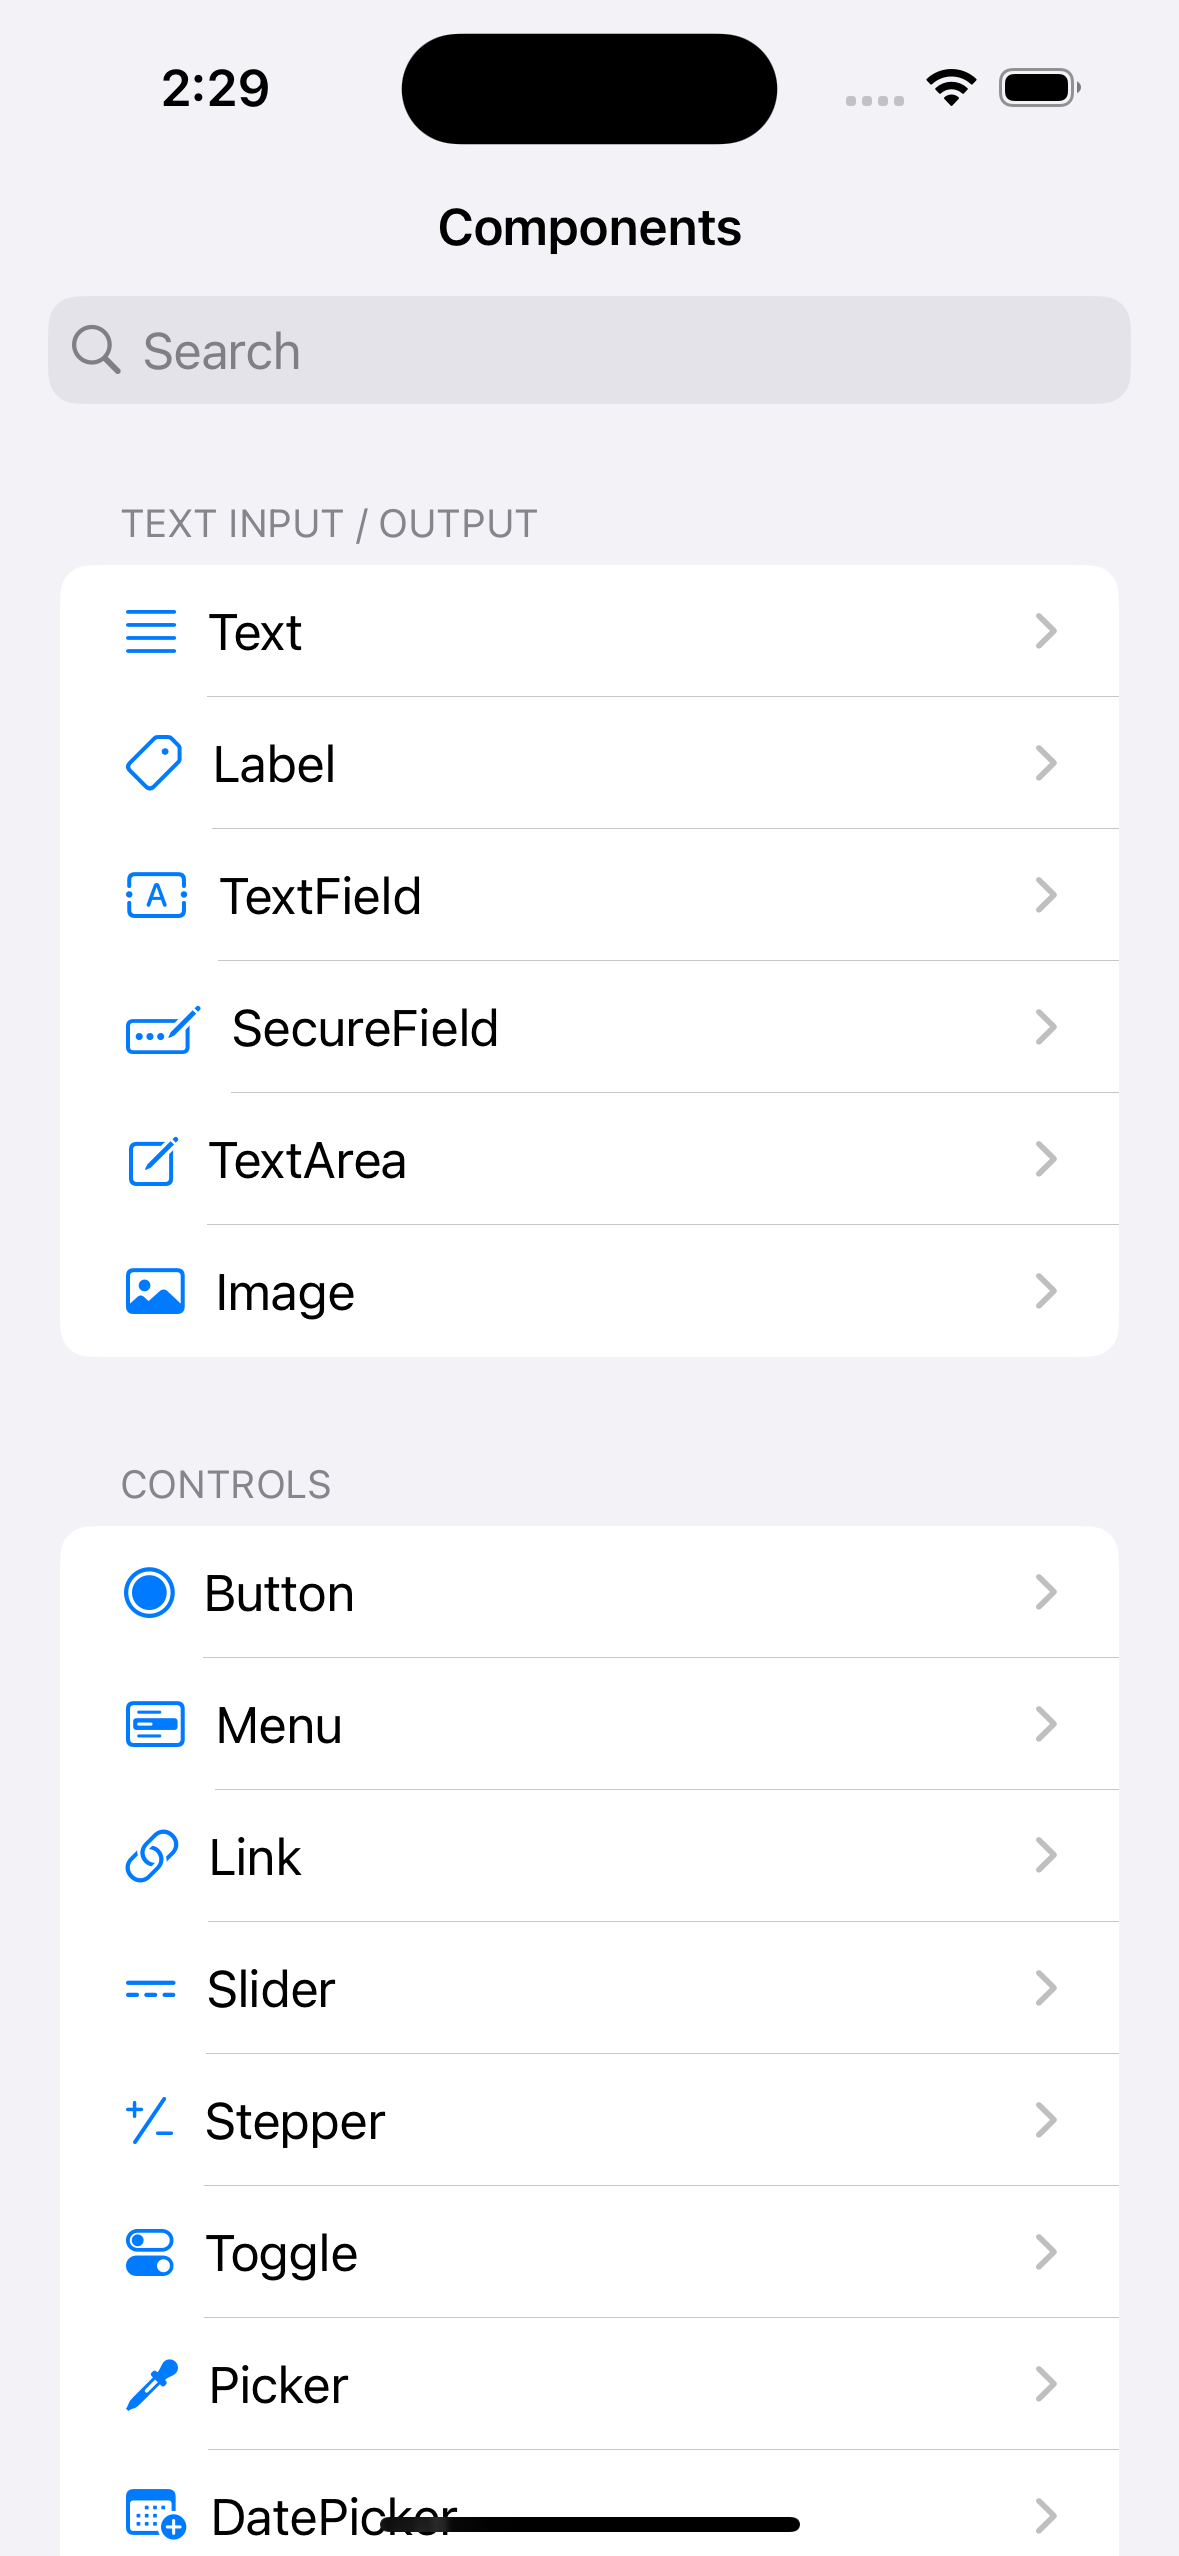 2:29
Components
Search
TEXT INPUT / OUTPUT
Text
Label
TextField
SecureField
TextArea
Image
CONTROLS
Button
Menu
Link
Slider
Stepper
Toggle
Picker
DatePicker